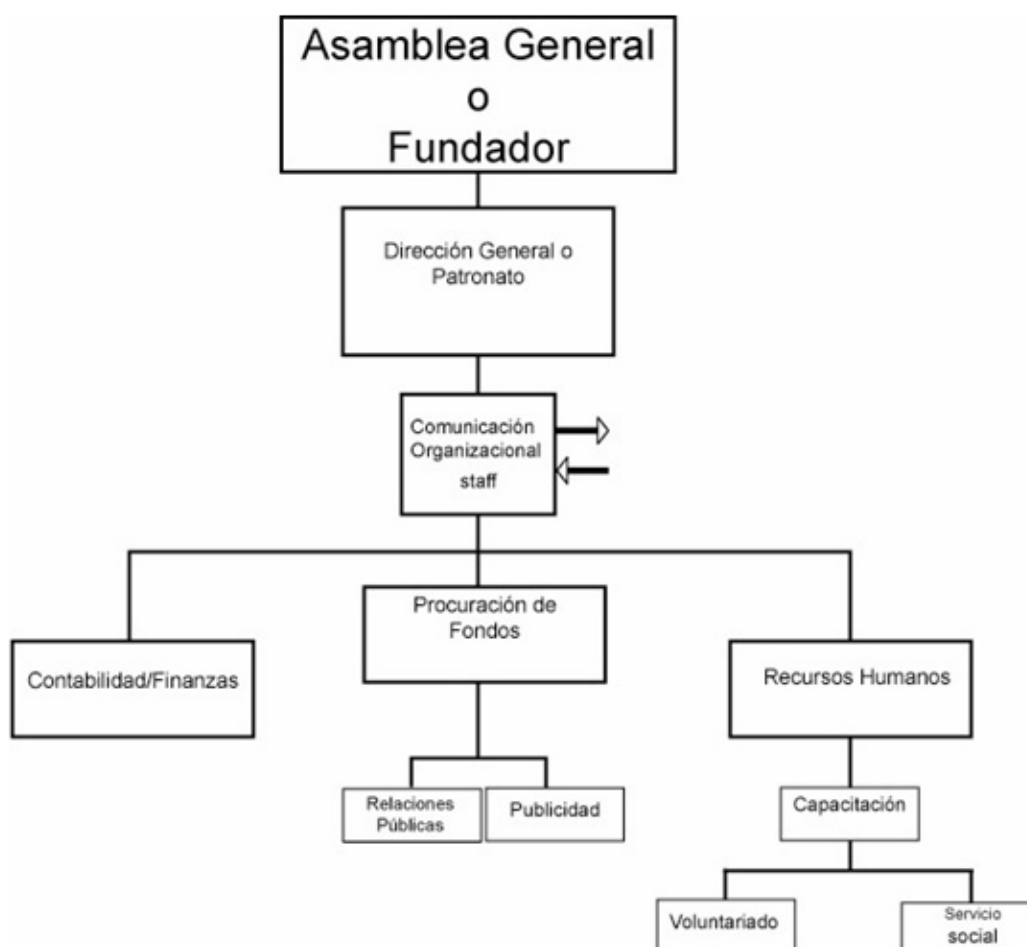 Asamblea General
o
Fundador
Dirección General o
Patronato
Comunicación
Organizacional
staff
Procuración de
Fondos
Contabilidad/Finanzas
Recursos Humanos
Relaciones
Públicas
Publicidad
Capacitación
Voluntariado
Servicio
social